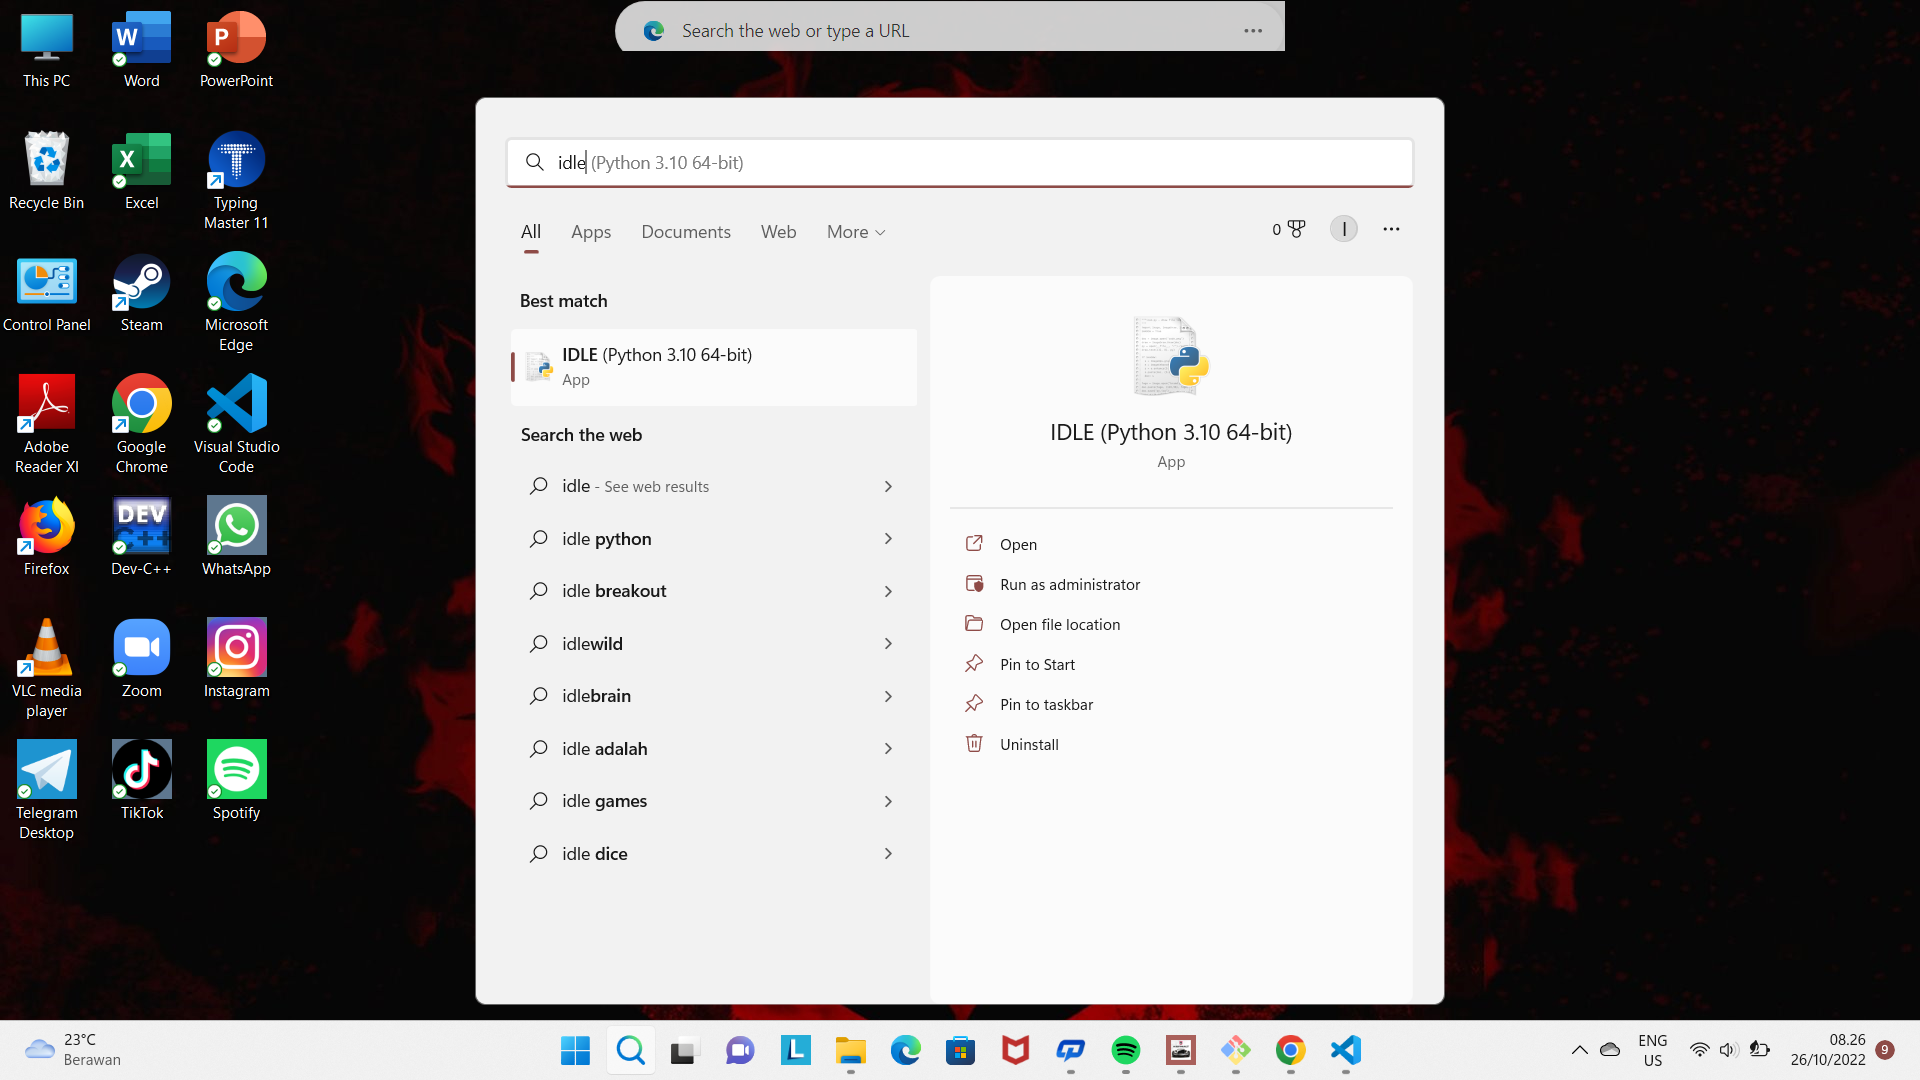 This PC
Word
PowerPoint
Recycle Bin
Excel
Typing
Master 11
Control Panel
Steam
Microsoft
Edge
Adobe
Reader XI
Google
Chrome
Visual Studio
Code
Firefox
DEV
C++
Dev-C++
WhatsApp
VLC media
player
Zoom
Instagram
Telegram
Desktop
TikTok
Spotify
Search the web or type a URL
idle (Python 3.10 64-bit)
All Apps Documents Web More
0
I
Best match
IDLE (Python 3.10 64-bit)
App
Search the web
idle - See web results
idle python
idle breakout
idlewild
idlebrain
idle adalah
idle games
idle dice
IDLE (Python 3.10 64-bit)
App
Open
Run as administrator
Open file location
Pin to Start
Pin to taskbar
Uninstall
23°C
Berawan
ENG
US
08.26
26/10/2022
9